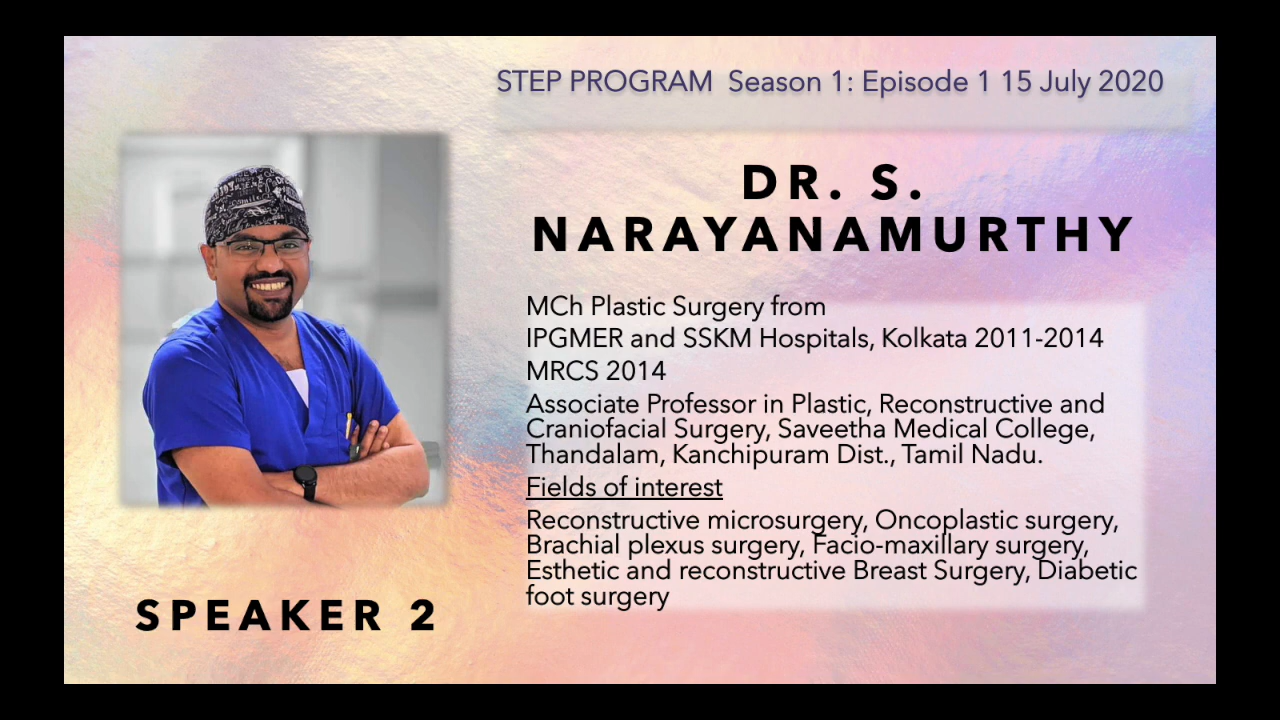 STEP PROGRAM Season 1: Episode 1 15 July 2020
DR. S.
NARAYANAMURTHY
MCh Plastic Surgery from
IPGMER and SSKM Hospitals, Kolkata 2011-2014
MRCS 2014
Associate Professor in Plastic, Reconstructive and
Craniofacial Surgery, Saveetha Medical College,
Thandalam, Kanchipuram Dist., Tamil Nadu.
Fields of interest
Reconstructive microsurgery, Oncoplastic surgery,
Brachial plexus surgery, Facio-maxillary surgery,
Esthetic and reconstructive Breast Surgery, Diabetic
foot surgery
SPEAKER 2